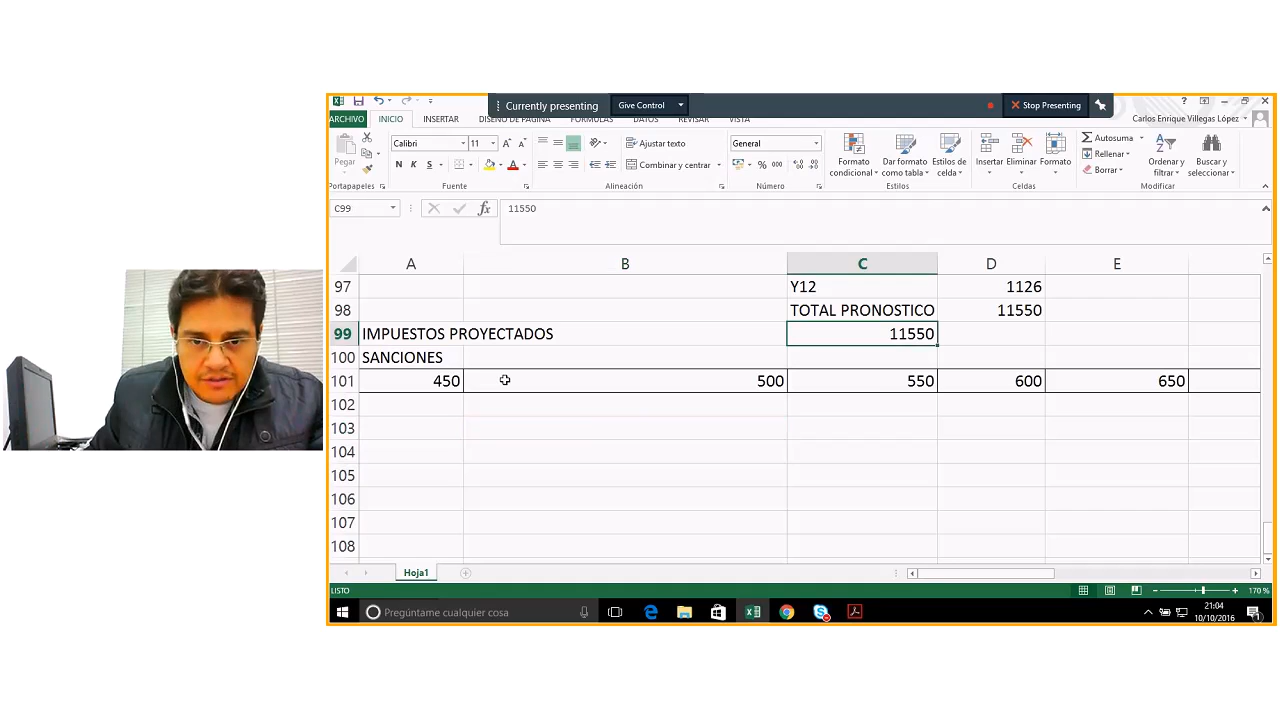 Currently presenting Give Control Stop Presenting
ARCHIVO INICIO INSERTAR DISEÑO DE PÁGINA FÓRMULAS DATOS REVISAR VISTA Carlos Enrique Villegas López
Pegar
Calibri 11
N K S
Ajustar texto
Combinar y centrar
General
% 000
Formato condicional
Dar formato como tabla
Estilos de celda
Insertar Eliminar Formato
Autosuma
Rellenar
Borrar
Ordenar y filtrar
Buscar y seleccionar
Portapapeles Fuente Alineación Número Estilos Celdas Modificar
C99 fx 11550
A B C D E
97 Y12 1126
98 TOTAL PRONOSTICO 11550
99 IMPUESTOS PROYECTADOS 11550
100 SANCIONES
101 450 500 550 600 650
102
103
104
105
106
107
108
Hoja1
LISTO 170 %
Pregúntame cualquier cosa
21:04
10/10/2016